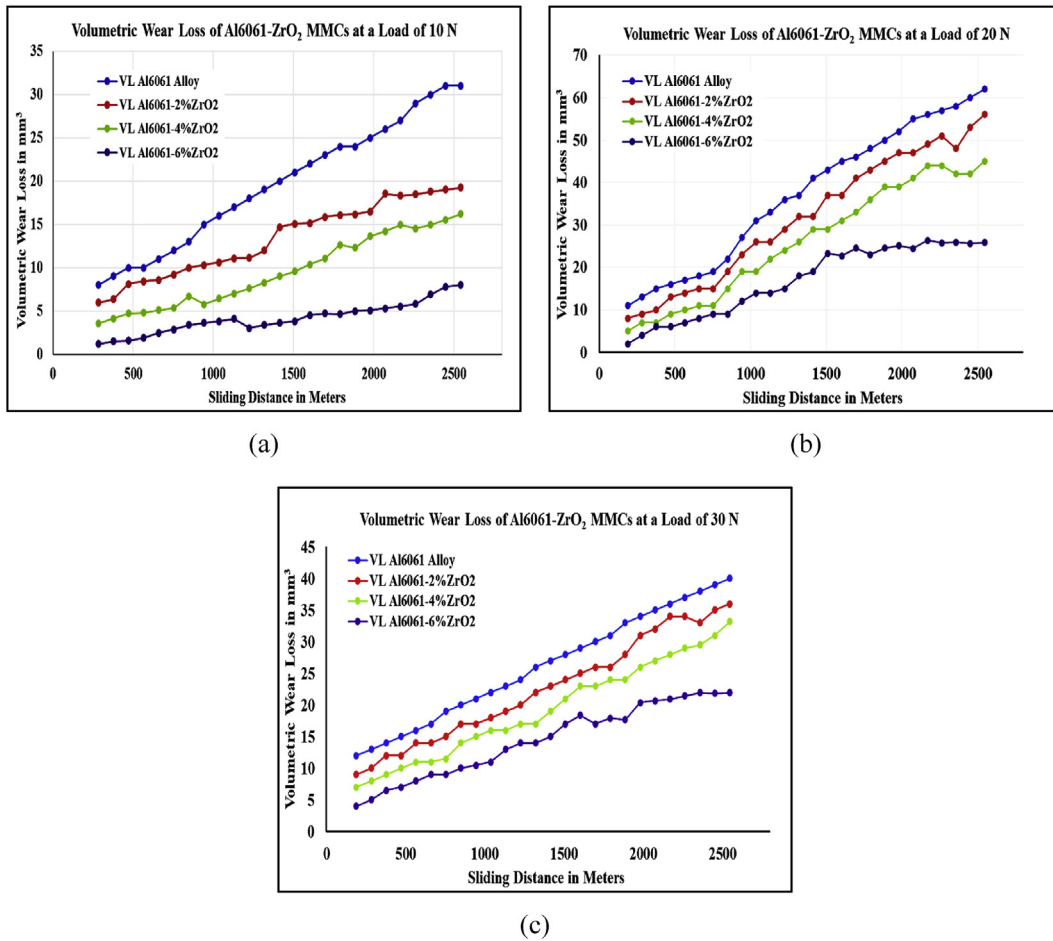 Volumetric Wear Loss of Al6061-ZrO₂ MMCs at a Load of 10 N
Volumetric Wear Loss in mm³
35
30
25
20
15
10
5
0
VL Al6061 Alloy
VL Al6061-2%ZrO2
VL Al6061-4%ZrO2
VL Al6061-6%ZrO2
0 500 1000 1500 2000 2500
Sliding Distance in Meters
(a)
Volumetric Wear Loss of Al6061-ZrO₂ MMCs at a Load of 20 N
Volumetric Wear Loss in mm³
70
60
50
40
30
20
10
0
VL Al6061 Alloy
VL Al6061-2%ZrO2
VL Al6061-4%ZrO2
VL Al6061-6%ZrO2
0 500 1000 1500 2000 2500
Sliding Distance in Meters
(b)
Volumetric Wear Loss of Al6061-ZrO₂ MMCs at a Load of 30 N
Volumetric Wear Loss in mm³
45
40
35
30
25
20
15
10
5
0
VL Al6061 Alloy
VL Al6061-2%ZrO2
VL Al6061-4%ZrO2
VL Al6061-6%ZrO2
0 500 1000 1500 2000 2500
Sliding Distance in Meters
(c)